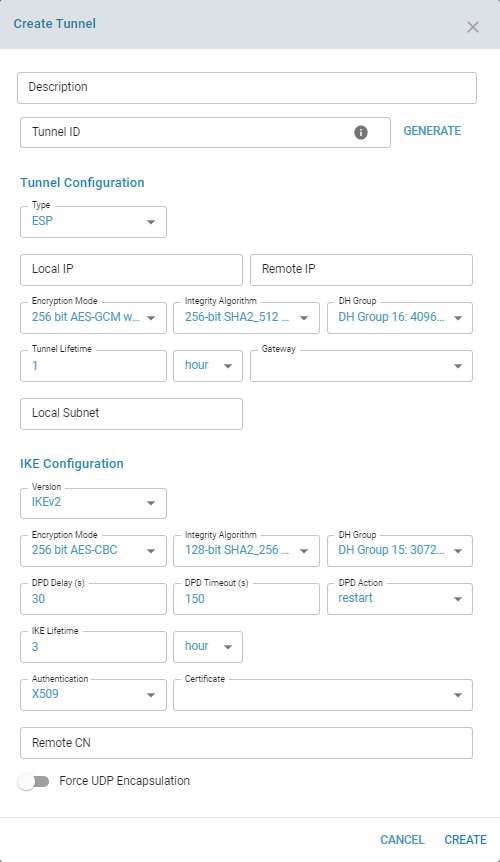 Create Tunnel
Description
Tunnel ID GENERATE
Tunnel Configuration
Type
ESP
Local IP Remote IP
Encryption Mode Integrity Algorithm DH Group
256 bit AES-GCM w... 256-bit SHA2_512 ... DH Group 16: 4096...
Tunnel Lifetime Gateway
1 hour
Local Subnet
IKE Configuration
Version
IKEv2
Encryption Mode Integrity Algorithm DH Group
256 bit AES-CBC 128-bit SHA2_256 ... DH Group 15: 3072...
DPD Delay (s) DPD Timeout (s) DPD Action
30 150 restart
IKE Lifetime
3 hour
Authentication Certificate
X509
Remote CN
Force UDP Encapsulation
CANCEL CREATE